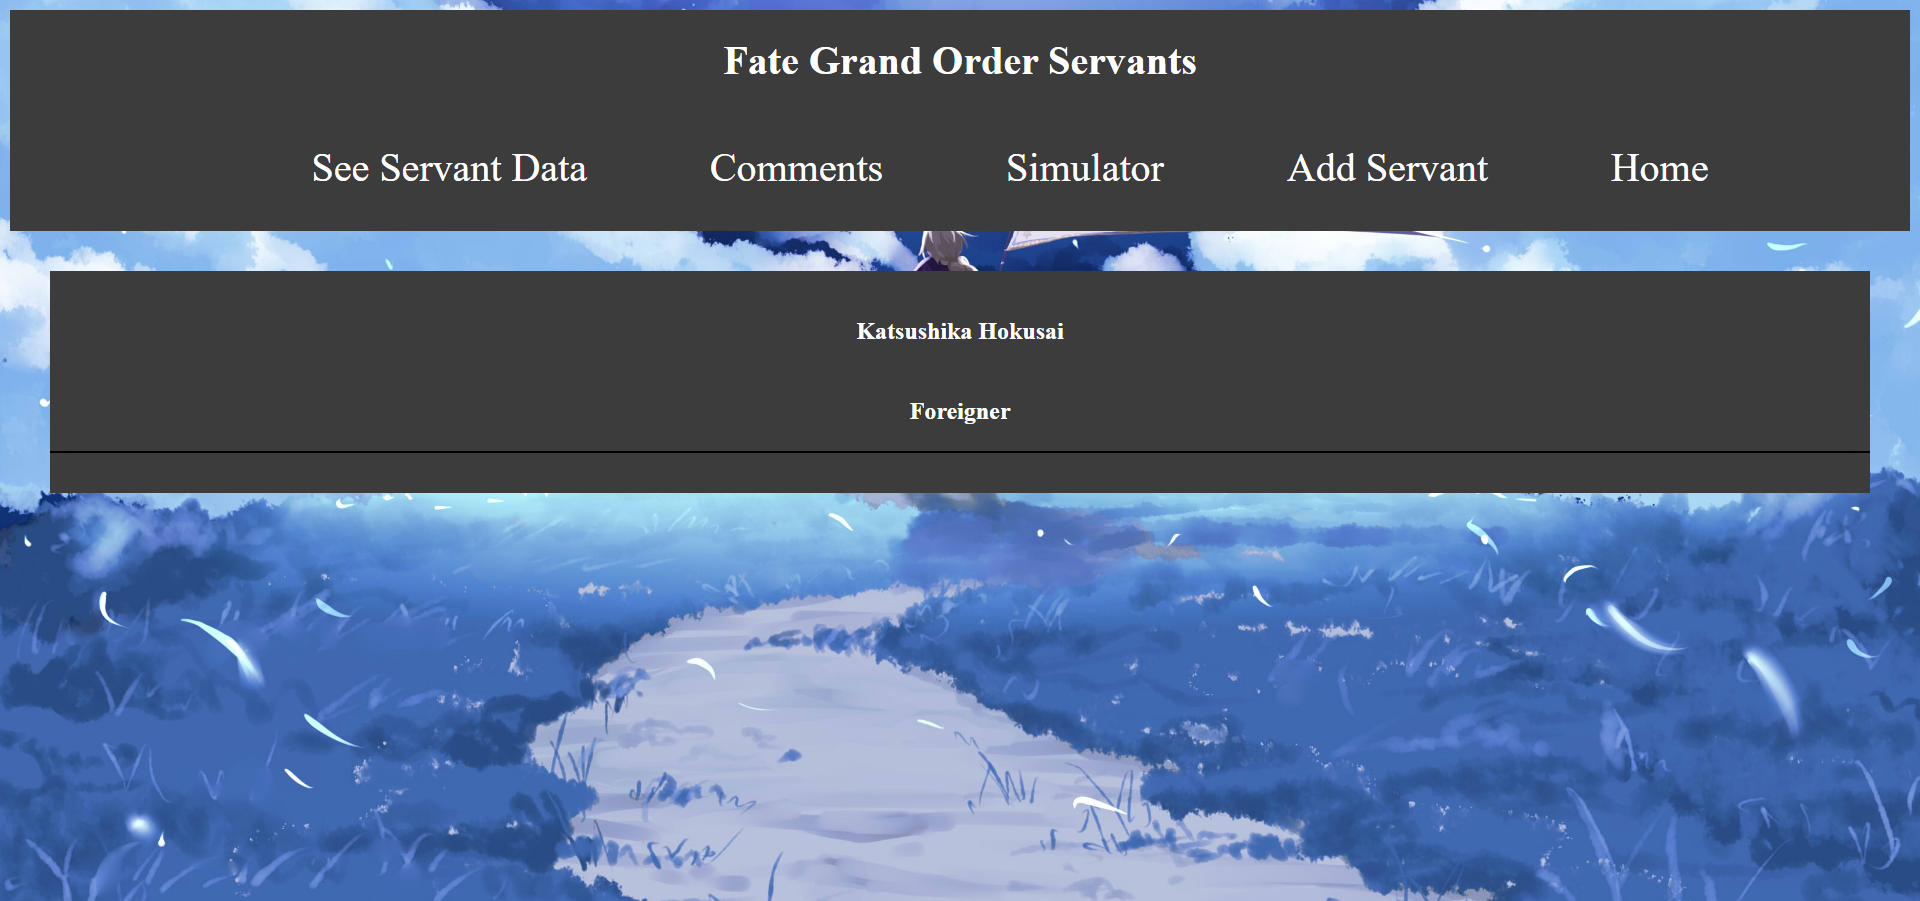 Fate Grand Order Servants
See Servant Data Comments Simulator Add Servant Home
Katsushika Hokusai
Foreigner